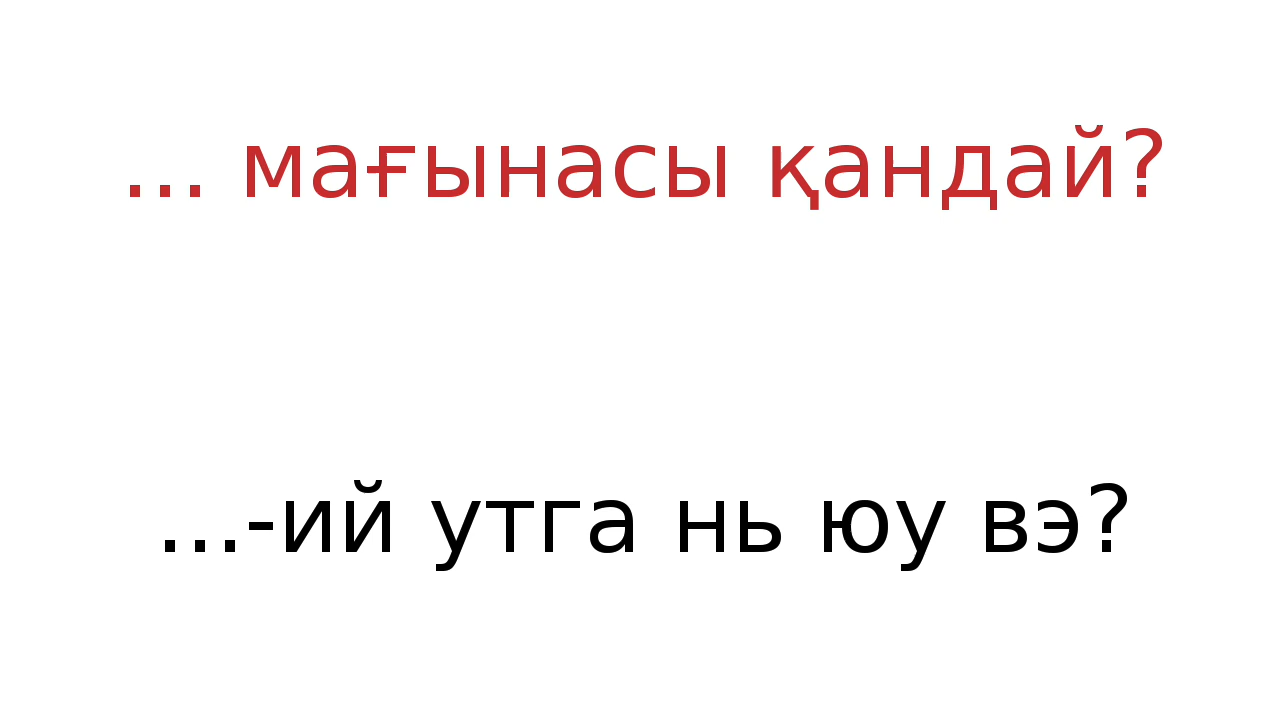 ... мағынасы қандай?
...-ий утга нь юу вэ?